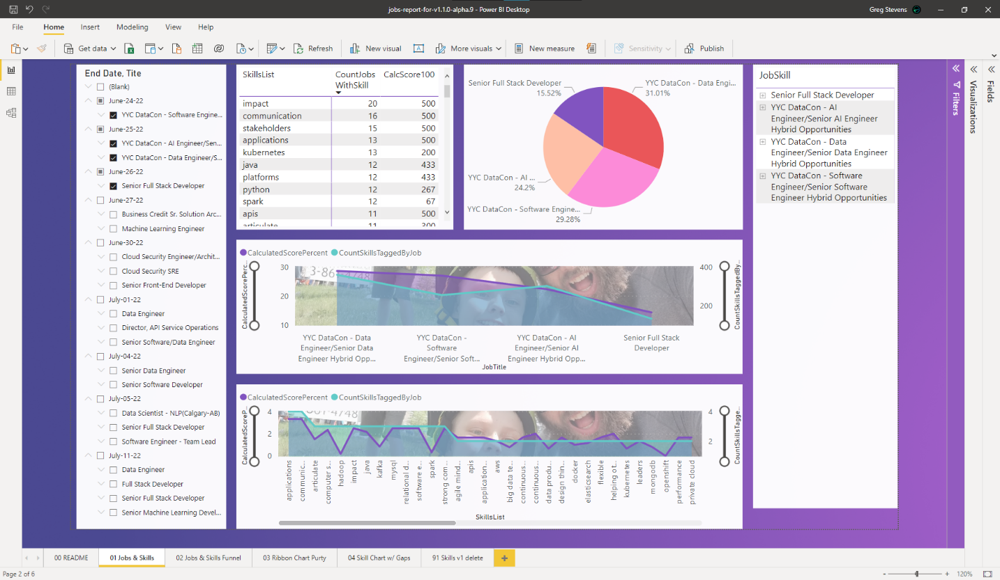 jobs-report-for-v1.1.0-alpha.9 - Power BI Desktop
Greg Stevens
File Home Insert Modeling View Help
Get data Refresh New visual More visuals New measure Sensitivity Publish
End Date, Tite
(Blank)
June-24-22
YYC DataCon - Software Engine...
June-25-22
YYC DataCon - AI Engineer/Sen...
YYC DataCon - Data Engineer/S...
June-26-22
Senior Full Stack Developer
June-27-22
Business Credit Sr. Solution Arc...
Machine Learning Engineer
June-30-22
Cloud Security Engineer/Archit...
Cloud Security SRE
Senior Front-End Developer
July-01-22
Data Engineer
Director, API Service Operations
Senior Software/Data Engineer
July-04-22
Senior Data Engineer
Senior Software Developer
July-05-22
Data Scientist - NLP(Calgary-AB)
Senior Full Stack Developer
Software Engineer - Team Lead
July-11-22
Data Engineer
Full Stack Developer
Senior Full Stack Developer
Senior Machine Learning Devel...
SkillsList CountJobs CalcScore100
WithSkill
impact 20 500
communication 16 500
stakeholders 15 500
applications 13 500
kubernetes 13 200
java 12 433
platforms 12 433
python 12 267
spark 12 67
apis 11 500
articulate 11 300
Senior Full Stack Developer
15.52%
YYC DataCon - Data Engi...
31.01%
YYC DataCon - AI ...
24.2%
YYC DataCon - Software Engine...
29.28%
CalculatedScorePercent CountSkillsTaggedByJob
CalculatedScorePerc...
30
20
10
3-86 4748
400
200
CountSkillsTaggedBy...
YYC DataCon - Data
Engineer/Senior Data
Engineer Hybrid Opp...
YYC DataCon -
Software
Engineer/Senior Soft...
YYC DataCon - AI
Engineer/Senior AI
Engineer Hybrid Opp...
Senior Full Stack
Developer
JobTitle
CalculatedScorePercent CountSkillsTaggedByJob
CalculatedScoreP...
4
2
0
4748
4
2
CountSkillsTagge...
applications
communic...
articulate
computer s...
hadoop
impact
java
kafka
mysql
relational d...
software e...
spark
strong com...
agile mind...
apis
application...
aws
big data te...
continuous...
continuous...
data produ...
design thin...
docker
elasticsearch
flexible
helping ot...
kubernetes
leaders
mongodb
openshift
performance
private cloud
SkillsList
JobSkill
Senior Full Stack Developer
YYC DataCon - AI
Engineer/Senior AI Engineer
Hybrid Opportunities
YYC DataCon - Data
Engineer/Senior Data Engineer
Hybrid Opportunities
YYC DataCon - Software
Engineer/Senior Software
Engineer Hybrid Opportunities
Filters
Visualizations
Fields
00 README 01 Jobs & Skills 02 Jobs & Skills Funnel 03 Ribbon Chart Purty 04 Skill Chart w/ Gaps 91 Skills v1 delete +
Page 2 of 6
- + 120%